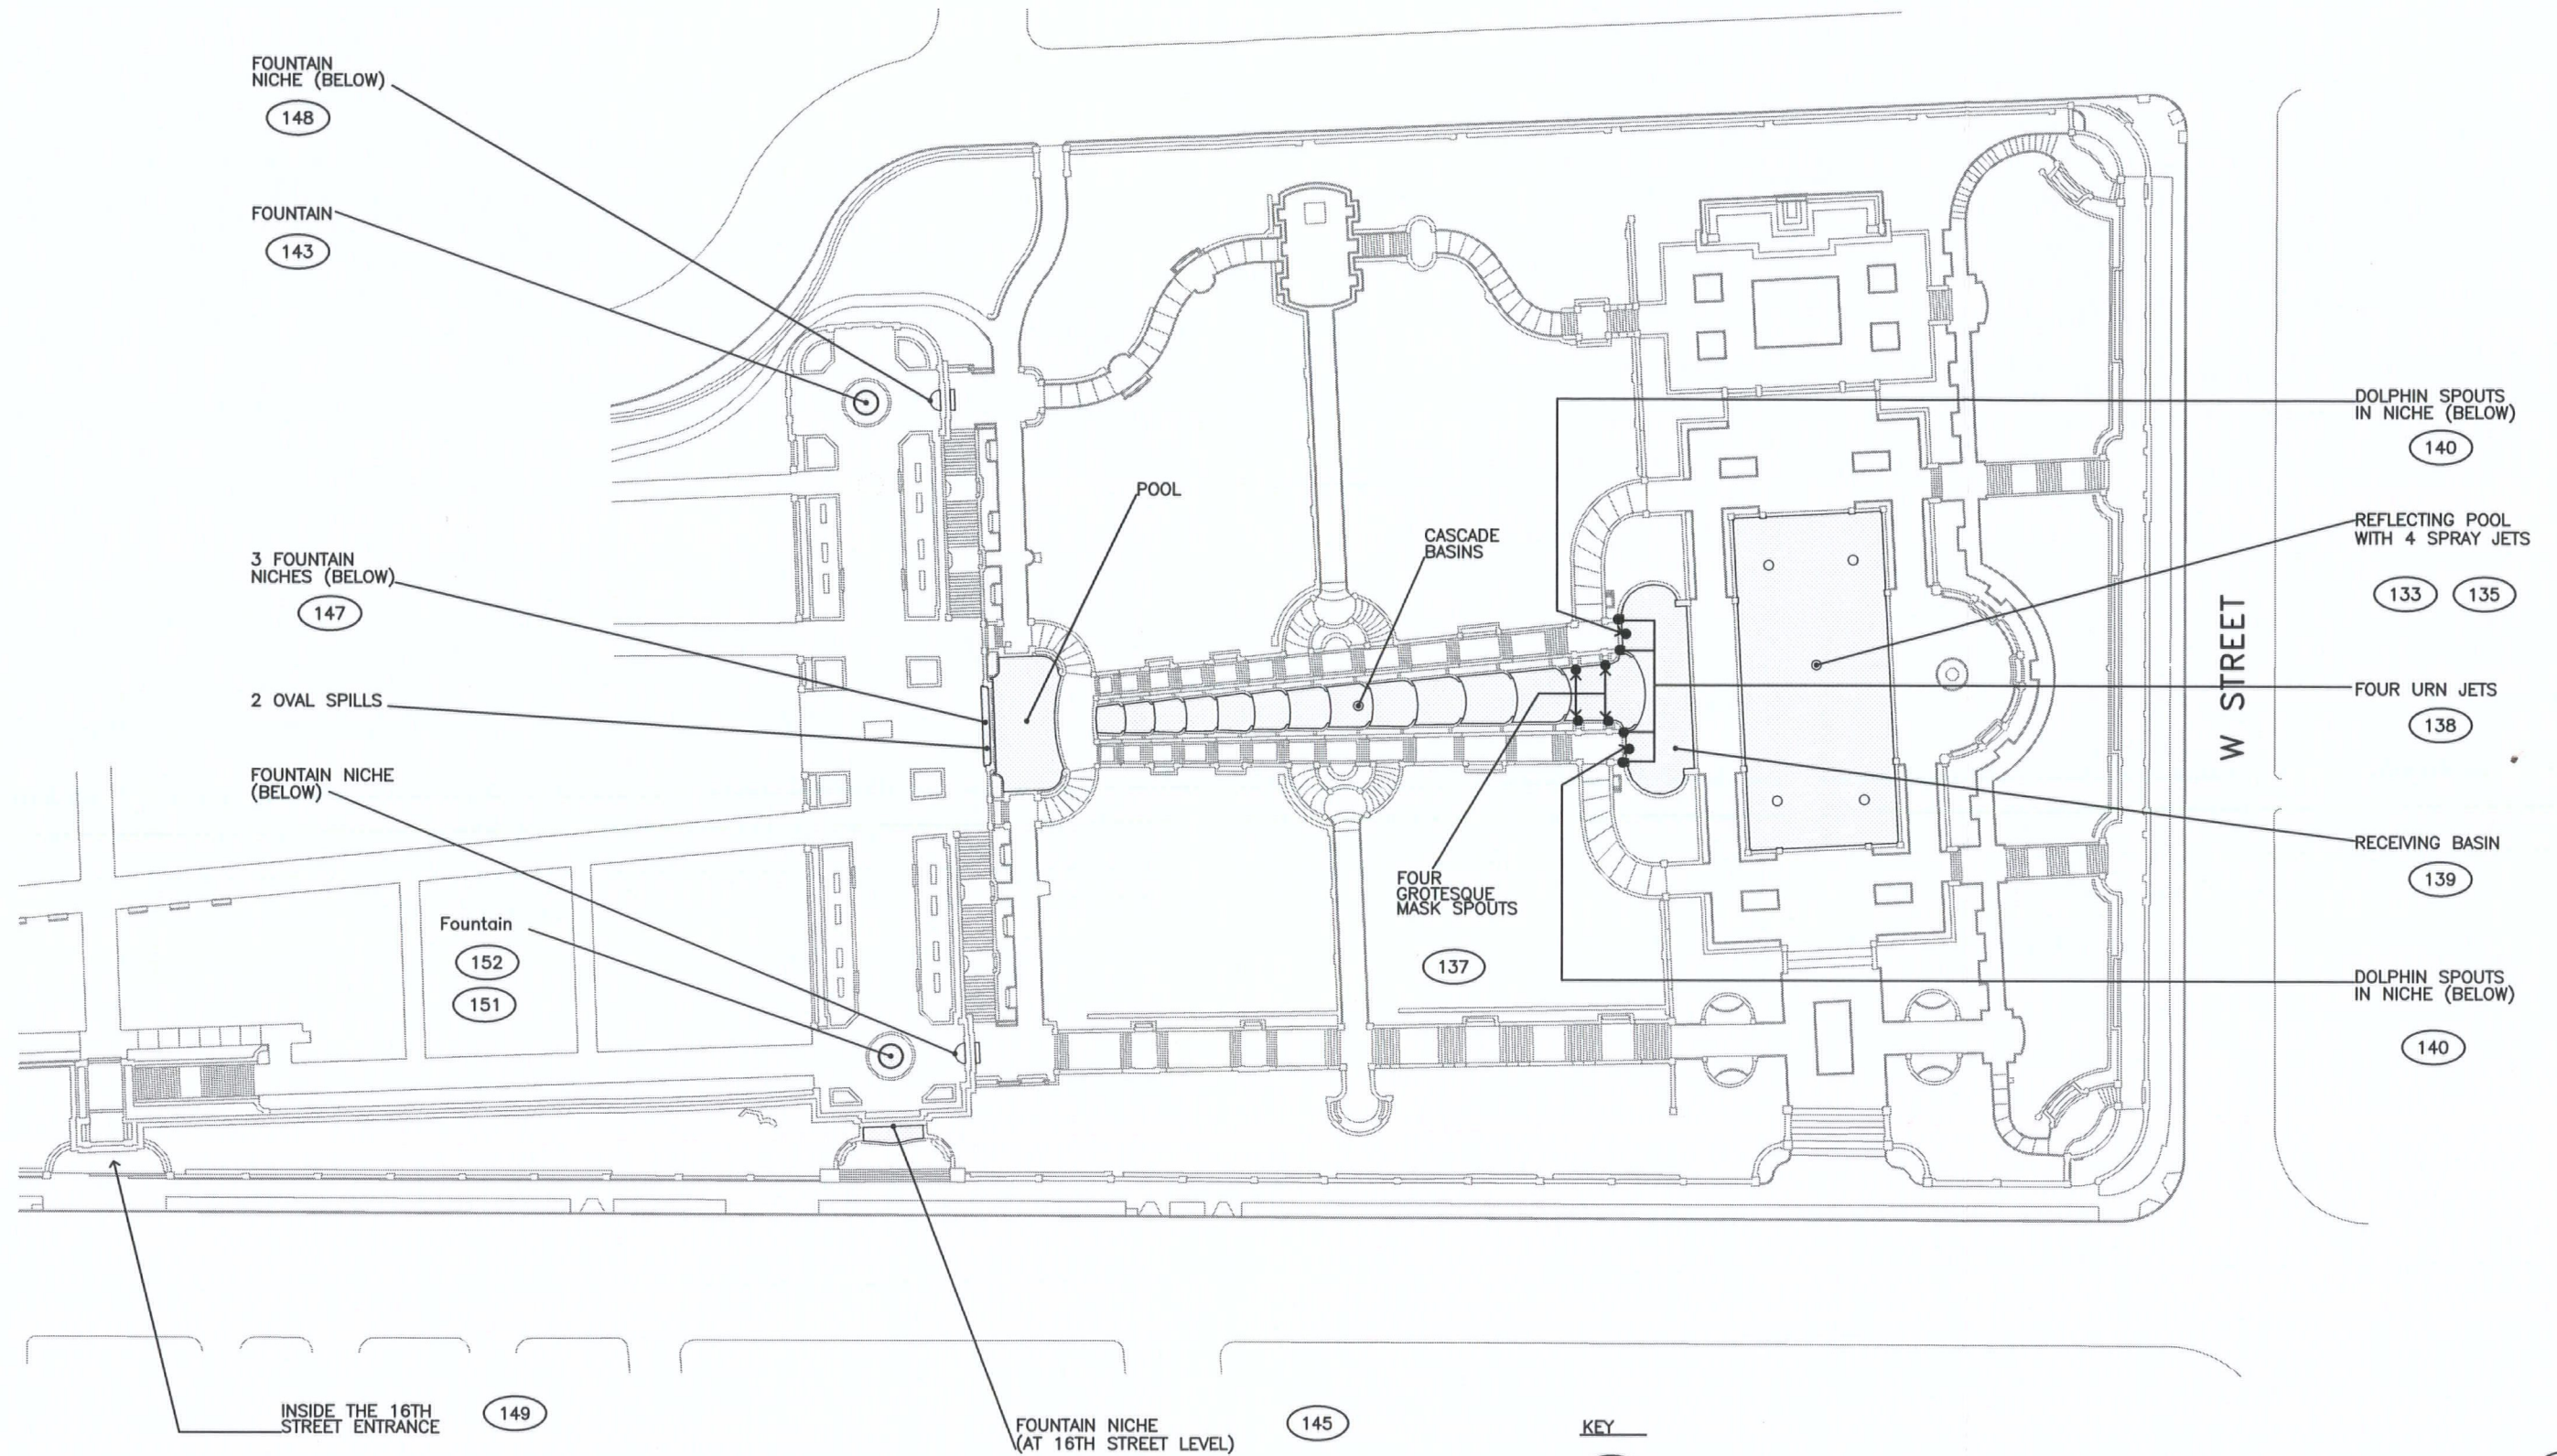 FOUNTAIN
NICHE (BELOW)
148
FOUNTAIN
143
3 FOUNTAIN
NICHES (BELOW)
147
2 OVAL SPILLS
FOUNTAIN NICHE
(BELOW)
Fountain
152
151
INSIDE THE 16TH
STREET ENTRANCE
149
FOUNTAIN NICHE
(AT 16TH STREET LEVEL)
145
KEY
POOL
CASCADE
BASINS
FOUR
GROTESQUE
MASK SPOUTS
137
W STREET
DOLPHIN SPOUTS
IN NICHE (BELOW)
140
REFLECTING POOL
WITH 4 SPRAY JETS
133 135
FOUR URN JETS
138
RECEIVING BASIN
139
DOLPHIN SPOUTS
IN NICHE (BELOW)
140